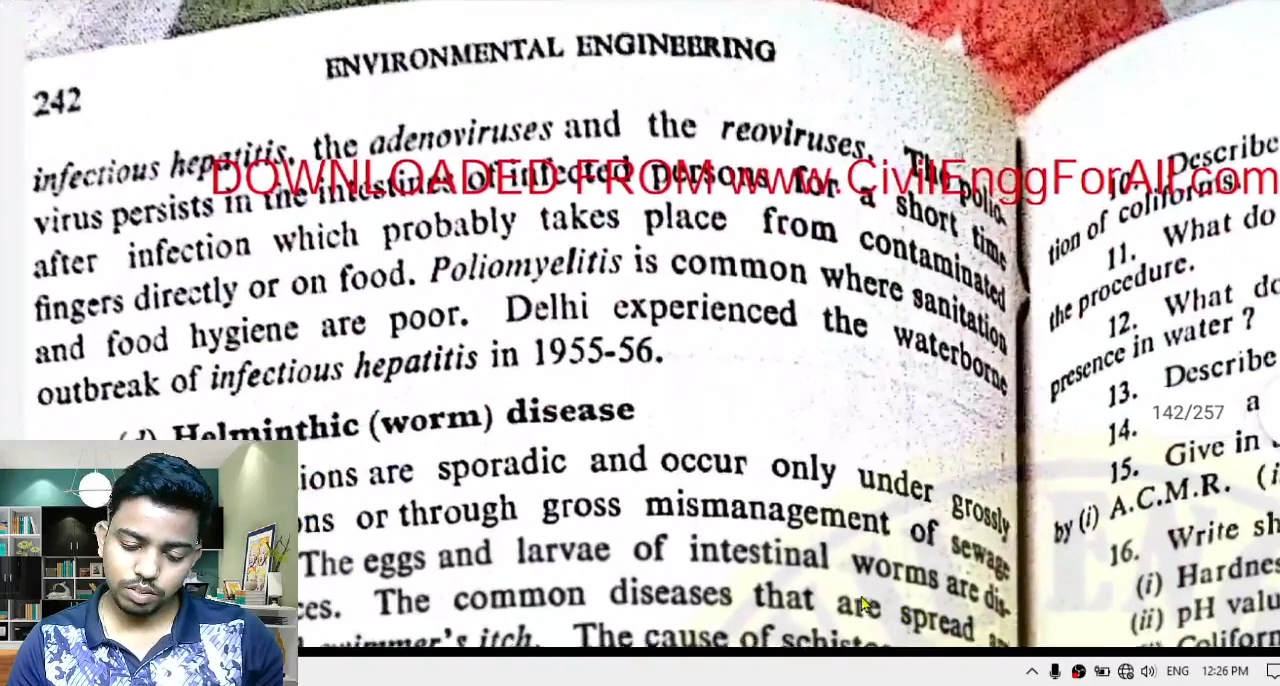 ENVIRONMENTAL ENGINEERING
242
infectious hepatitis, the adenoviruses and the reoviruses. The polio-
virus persists in the intestines of infected persons for a short time
after infection which probably takes place from contaminated
fingers directly or on food. Poliomyelitis is common where sanitation
and food hygiene are poor. Delhi experienced the waterborne
outbreak of infectious hepatitis in 1955-56.
(d) Helminthic (worm) disease
ions are sporadic and occur only under grossly
ons or through gross mismanagement of sewage
The eggs and larvae of intestinal worms are dis-
ces. The common diseases that are spread
swimmer's itch. The cause of
DOWNLOADED FROM www.CivilEnggForAll.com
10. Describe
tion of coliforms.
11. What do
the procedure.
12. What do
presence in water ?
13. Describe
14. a
15. Give in
by (i) A.C.M.R. (i
16. Write sh
(i) Hardnes
(ii) pH valu
Coliform
142/257
ENG
12:26 PM